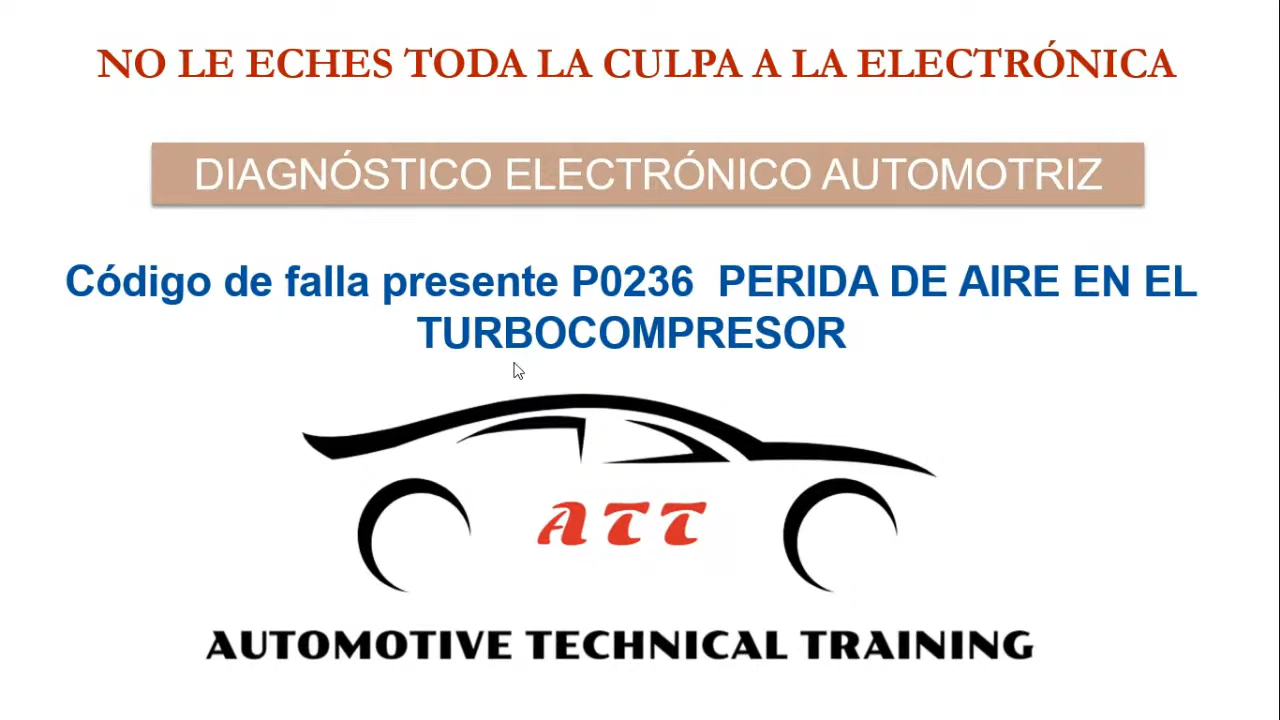 NO LE ECHES TODA LA CULPA A LA ELECTRÓNICA
DIAGNÓSTICO ELECTRÓNICO AUTOMOTRIZ
Código de falla presente P0236 PERIDA DE AIRE EN EL
TURBOCOMPRESOR
ATT
AUTOMOTIVE TECHNICAL TRAINING